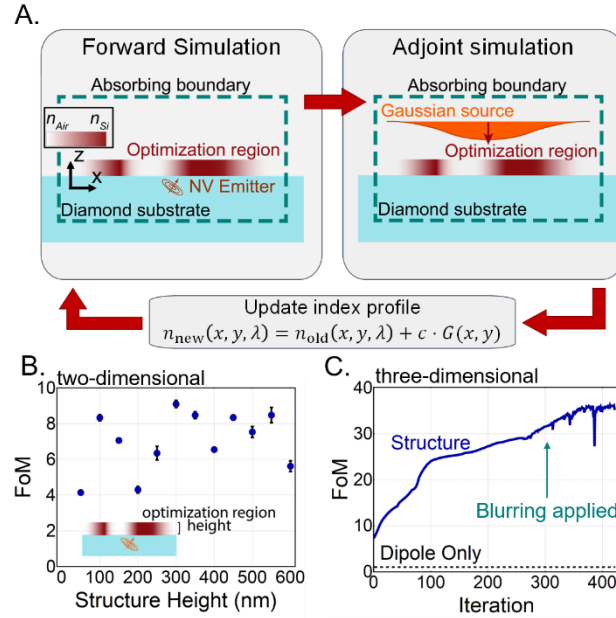 A.
Forward Simulation
Absorbing boundary
n_Air n_Si
Optimization region
Z
X
NV Emitter
Diamond substrate
Adjoint simulation
Absorbing boundary
Gaussian source
Optimization region
Diamond substrate
Update index profile
n_new(x, y, λ) = n_old(x, y, λ) + c · G(x, y)
B.
two-dimensional
10
8
6
4
2
0
FoM
optimization region
height
0 100 200 300 400 500 600
Structure Height (nm)
C.
three-dimensional
40
30
20
10
0
FoM
Structure
Blurring applied
Dipole Only
0 100 200 300 400
Iteration